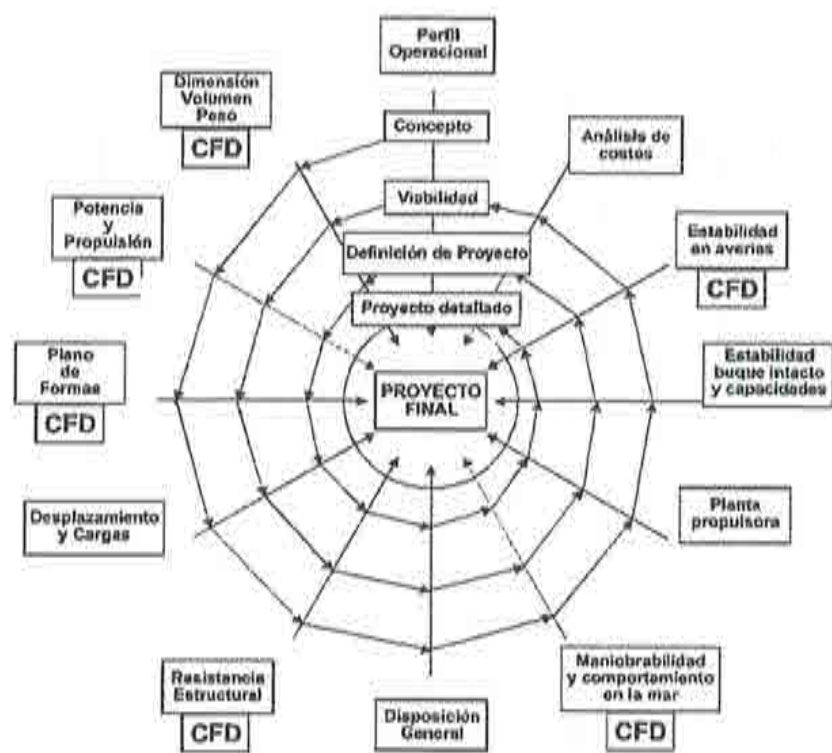 Perfil
Operacional
Dimensión
Volumen
Peso
CFD
Concepto
Análisis de
costos
Viabilidad
Potencia
y
Propulsión
CFD
Estabilidad
en averias
CFD
Definición de Proyecto
Proyecto detallado
Plano
de
Formas
CFD
PROYECTO
FINAL
Estabilidad
buque intacto
y capacidades
Desplazamiento
y Cargas
Planta
propulsora
Resistencia
Estructural
CFD
Disposición
General
Maniobrabilidad
y comportamiento
en la mar
CFD